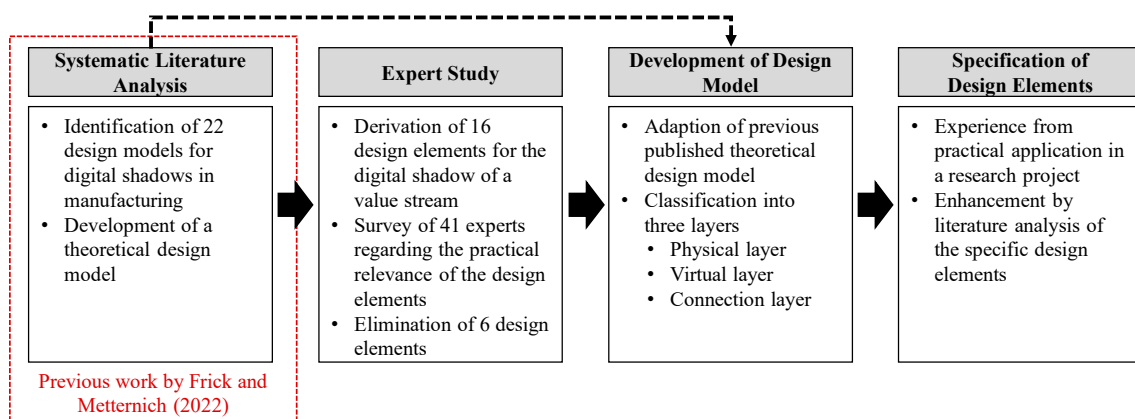 Systematic Literature
Analysis
• Identification of 22
design models for
digital shadows in
manufacturing
• Development of a
theoretical design
model
Previous work by Frick and
Metternich (2022)
Expert Study
• Derivation of 16
design elements for the
digital shadow of a
value stream
• Survey of 41 experts
regarding the practical
relevance of the design
elements
• Elimination of 6 design
elements
Development of Design
Model
• Adaption of previous
published theoretical
design model
• Classification into
three layers
• Physical layer
• Virtual layer
• Connection layer
Specification of
Design Elements
• Experience from
practical application in
a research project
• Enhancement by
literature analysis of
the specific design
elements